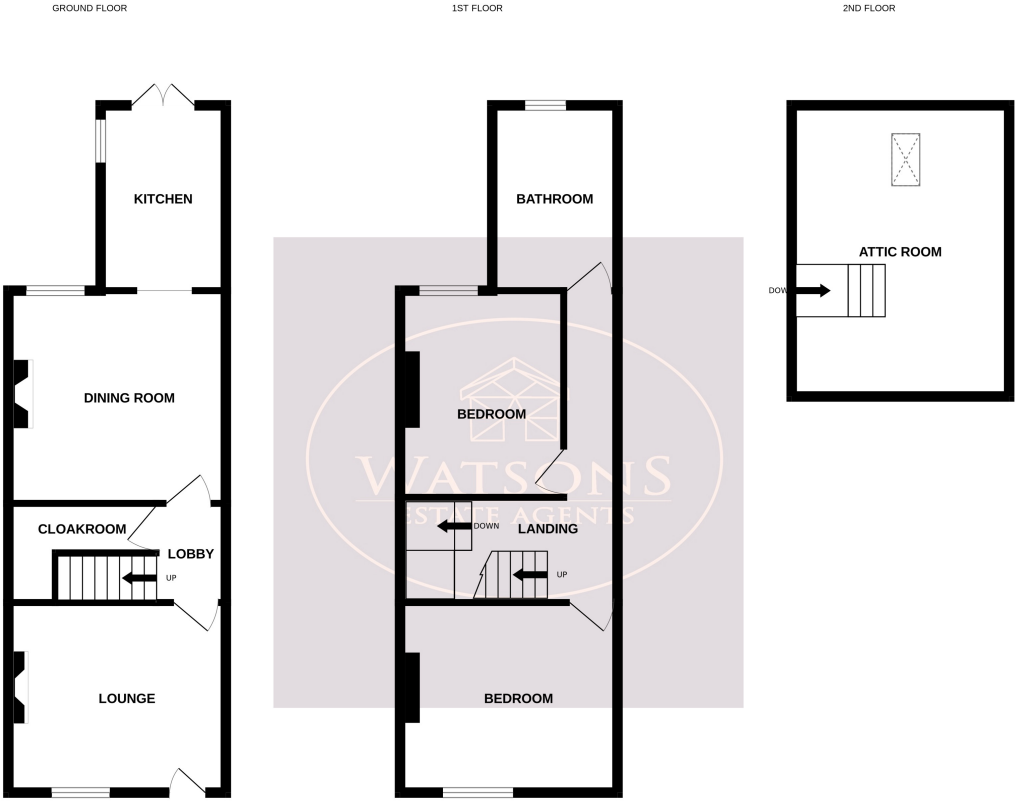 GROUND FLOOR
1ST FLOOR
2ND FLOOR
KITCHEN
DINING ROOM
CLOAKROOM
LOBBY
UP
LOUNGE
BATHROOM
BEDROOM
WATSONS
ESTATE AGENTS
DOWN
LANDING
UP
BEDROOM
ATTIC ROOM
DOW